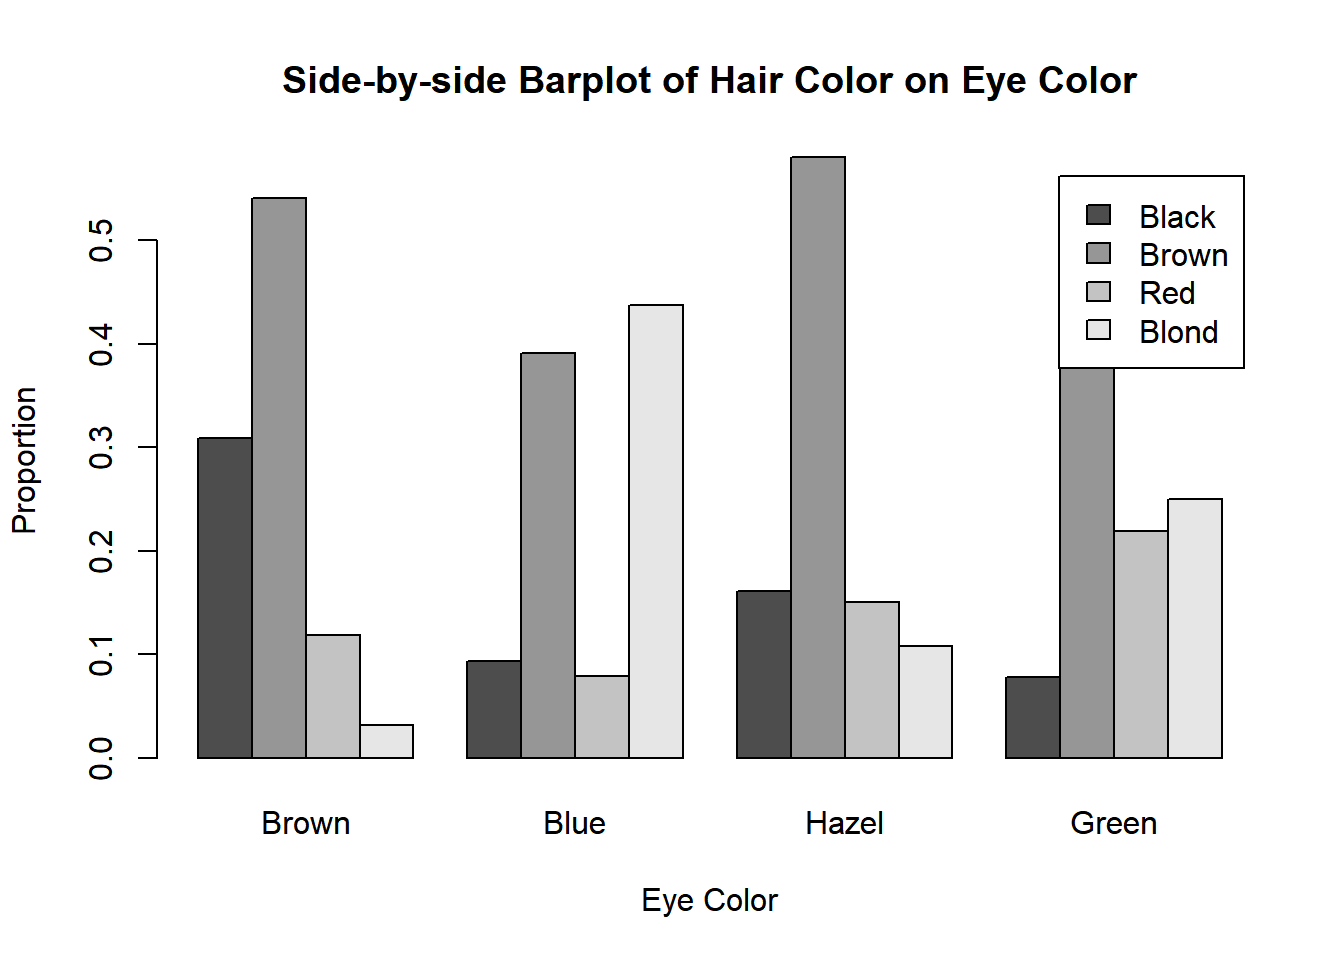 Side-by-side Barplot of Hair Color on Eye Color
Proportion
0.5
0.4
0.3
0.2
0.1
0.0
Black
Brown
Red
Blond
Brown Blue Hazel Green
Eye Color